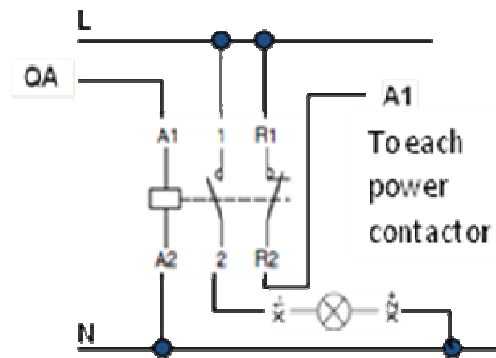 L
QA
A1
To each
power
contactor
A1 1 R1
A2 2 R2
N